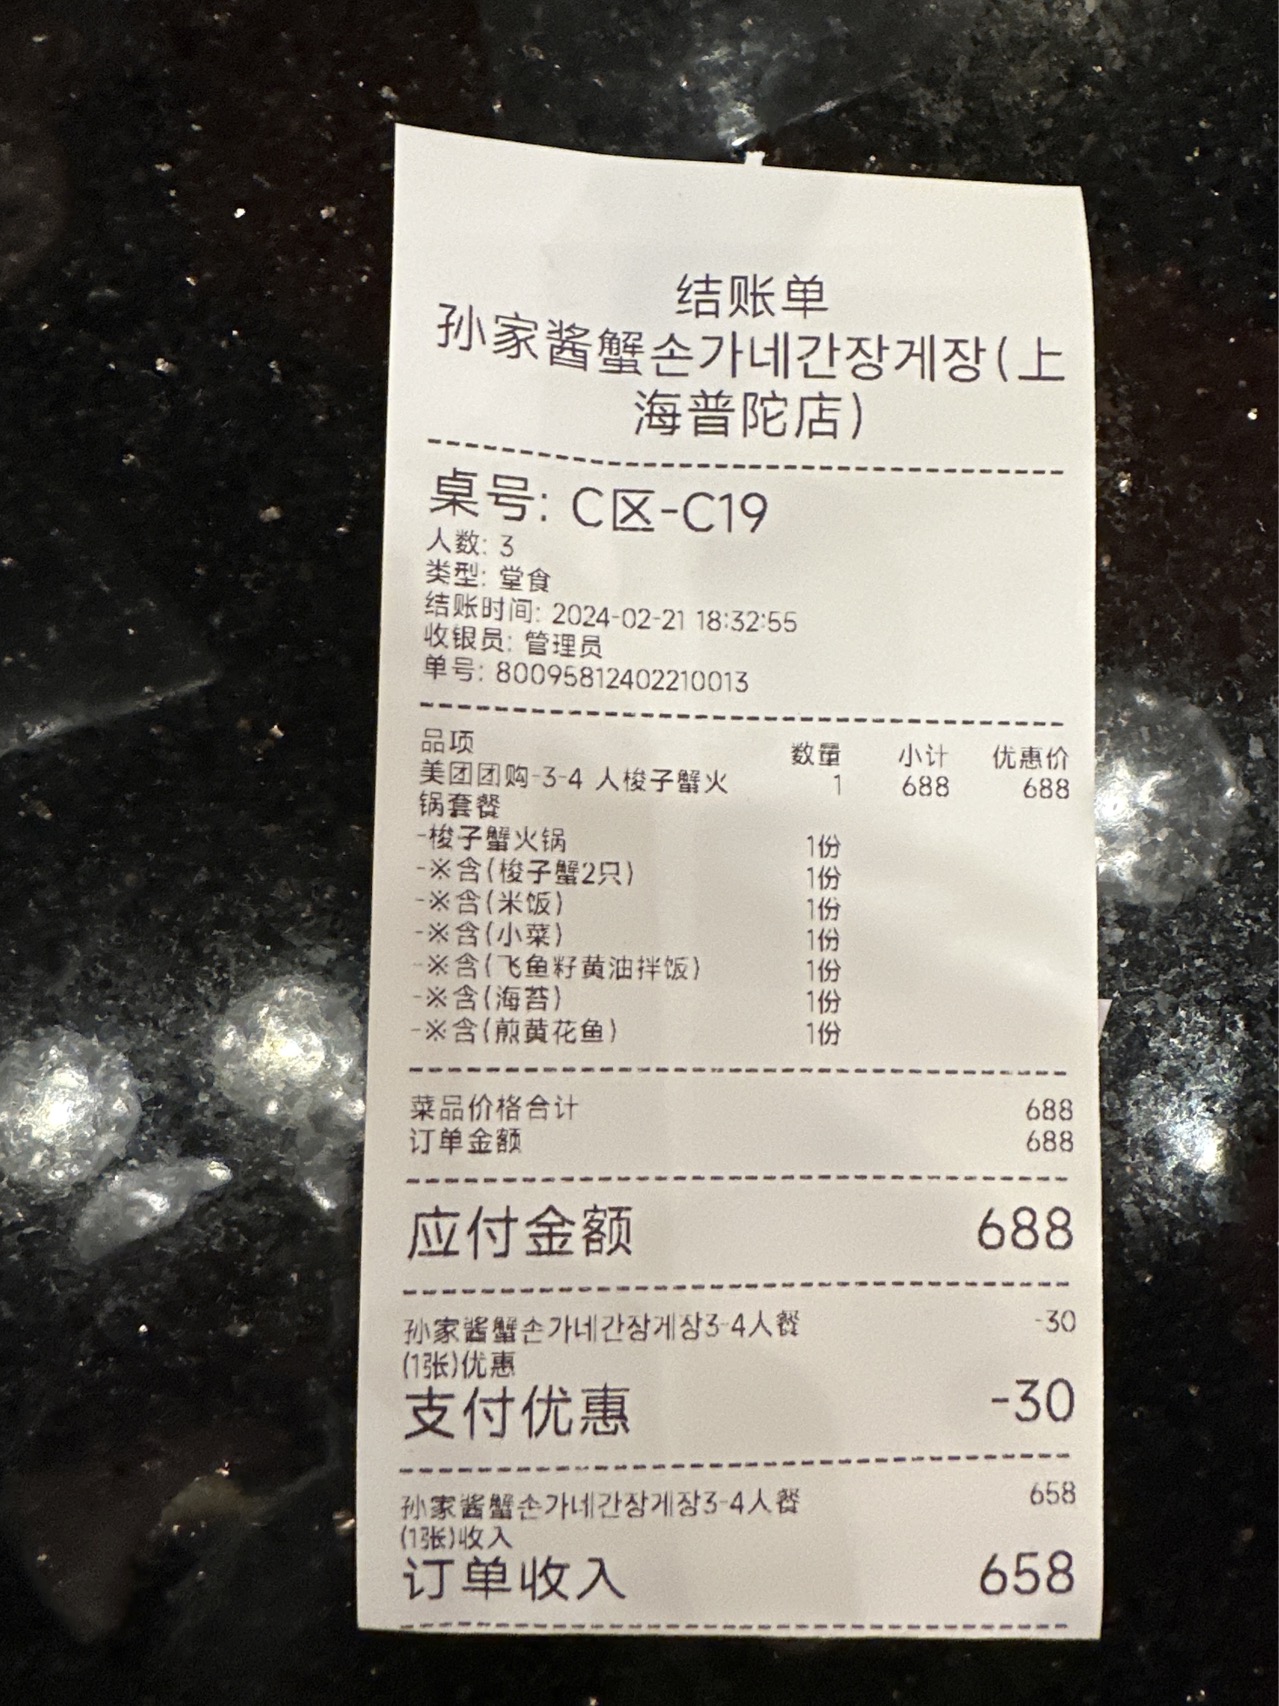 结账单
孙家酱蟹손가네간장게장(上
海普陀店)
桌号: C区-C19
人数: 3
类型: 堂食
结账时间: 2024-02-21 18:32:55
收银员: 管理员
单号: 80095812402210013
品项 数量 小计 优惠价
美团团购-3-4 人梭子蟹火 1 688 688
锅套餐
-梭子蟹火锅 1份
-※含(梭子蟹2只) 1份
-※含(米饭) 1份
-※含(小菜) 1份
-※含(飞鱼籽黄油拌饭) 1份
-※含(海苔) 1份
-※含(煎黄花鱼) 1份
菜品价格合计 688
订单金额 688
应付金额 688
孙家酱蟹손가네간장게장3-4人餐 -30
(1张)优惠
支付优惠 -30
孙家酱蟹손가네간장게장3-4人餐 658
(1张)收入
订单收入 658